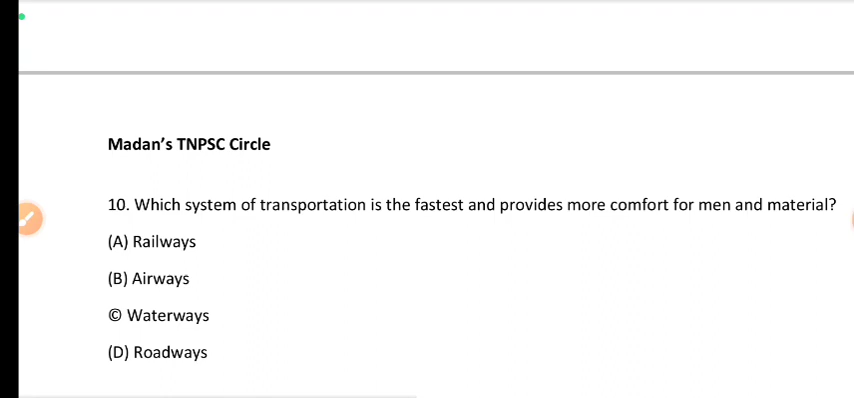 Madan's TNPSC Circle
10. Which system of transportation is the fastest and provides more comfort for men and material?
(A) Railways
(B) Airways
© Waterways
(D) Roadways